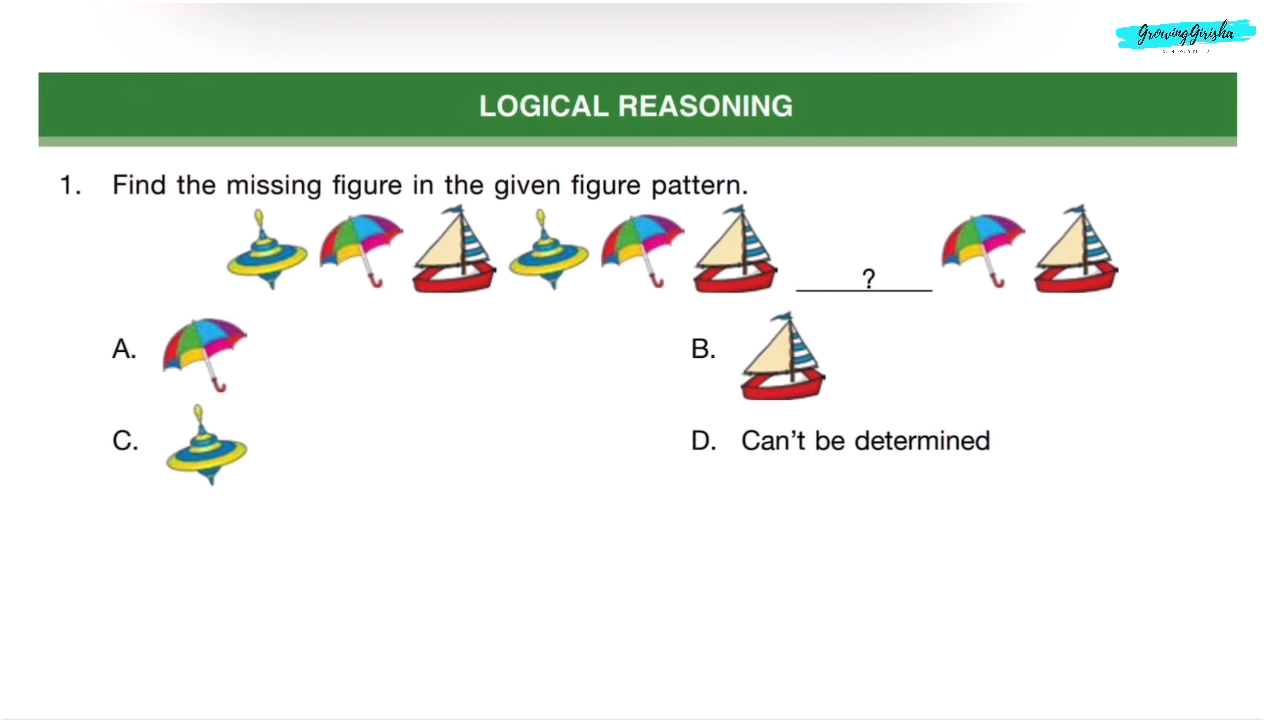 GrowingGirisha
LOGICAL REASONING
1. Find the missing figure in the given figure pattern.
?
A.
B.
C.
D. Can't be determined